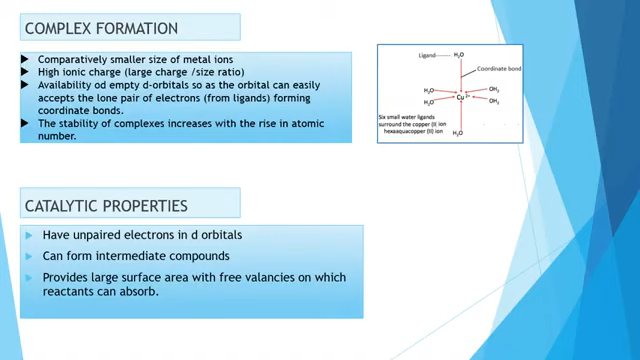 COMPLEX FORMATION
▶ Comparatively smaller size of metal ions
▶ High ionic charge (large charge /size ratio)
▶ Availability od empty d-orbitals so as the orbital can easily
accepts the lone pair of electrons (from ligands) forming
coordinate bonds.
▶ The stability of complexes increases with the rise in atomic
number.
Ligand
H₂O
Coordinate bond
H₂O
OH₂
Cu²⁺
H₂O
OH₂
Six small water ligands
surround the copper (II) ion
hexaaquacopper (II) ion
H₂O
CATALYTIC PROPERTIES
▶ Have unpaired electrons in d orbitals
▶ Can form intermediate compounds
▶ Provides large surface area with free valancies on which
reactants can absorb.